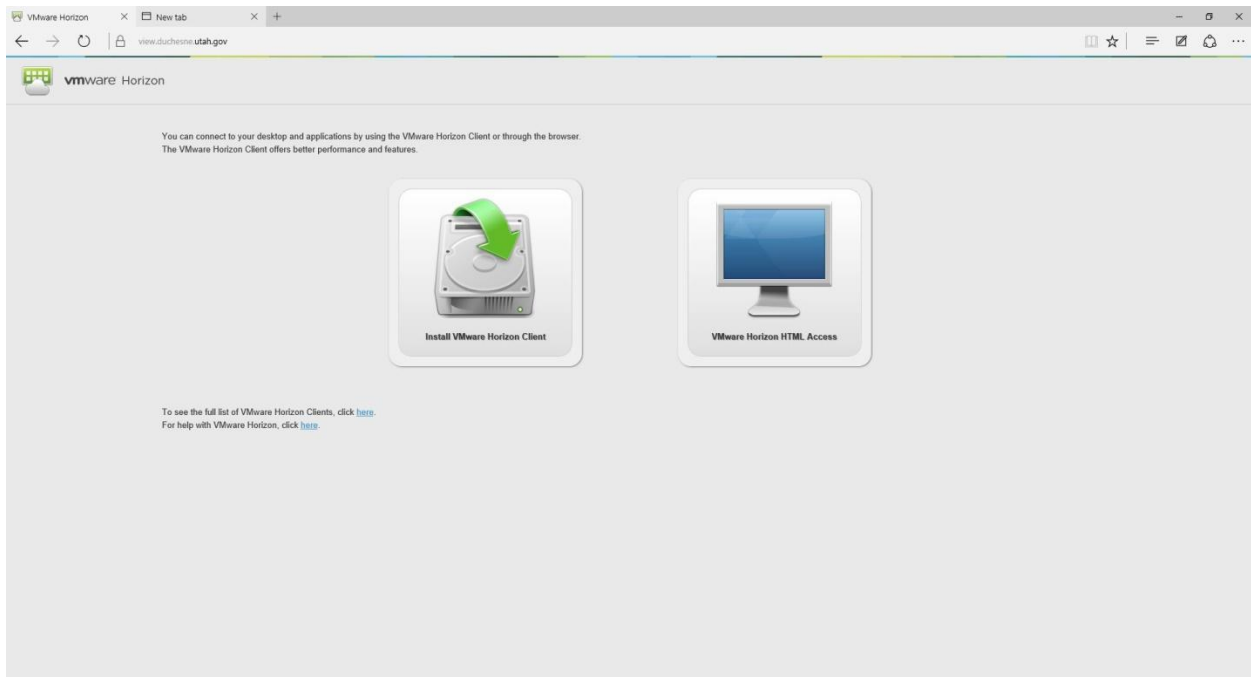 VMware Horizon
New tab
view.duchesne.utah.gov
vmware Horizon
You can connect to your desktop and applications by using the VMware Horizon Client or through the browser.
The VMware Horizon Client offers better performance and features.
Install VMware Horizon Client
VMware Horizon HTML Access
To see the full list of VMware Horizon Clients, click here.
For help with VMware Horizon, click here.